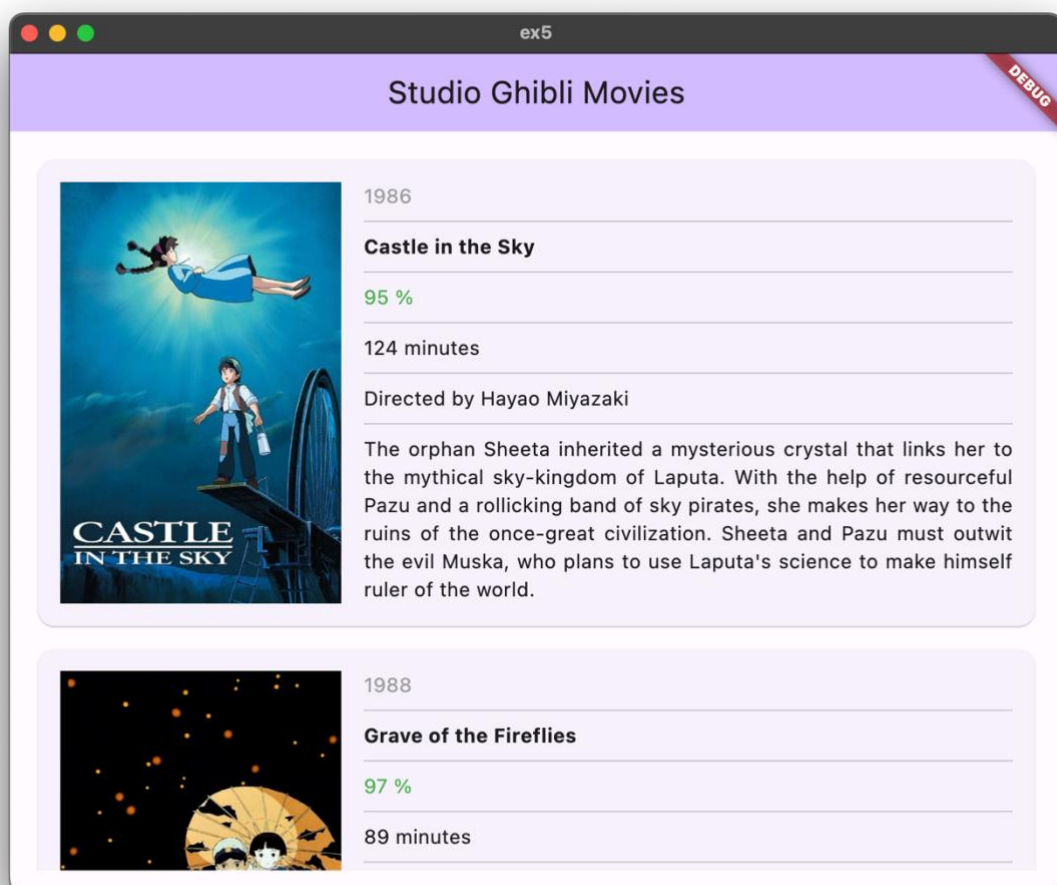 ex5
Studio Ghibli Movies
DEBUG
CASTLE
IN THE SKY
1986
Castle in the Sky
95 %
124 minutes
Directed by Hayao Miyazaki
The orphan Sheeta inherited a mysterious crystal that links her to
the mythical sky-kingdom of Laputa. With the help of resourceful
Pazu and a rollicking band of sky pirates, she makes her way to the
ruins of the once-great civilization. Sheeta and Pazu must outwit
the evil Muska, who plans to use Laputa's science to make himself
ruler of the world.
1988
Grave of the Fireflies
97 %
89 minutes